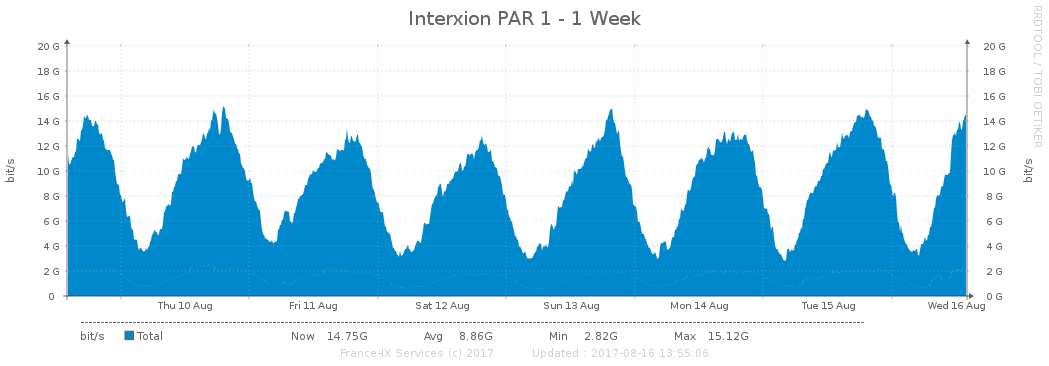 Interxion PAR 1 - 1 Week
RRDTOOL / TOBI OETIKER
20 G 20 G
18 G 18 G
16 G 16 G
14 G 14 G
12 G 12 G
10 G 10 G
8 G 8 G
6 G 6 G
4 G 4 G
2 G 2 G
0 0 G
bit/s bit/s
Thu 10 Aug Fri 11 Aug Sat 12 Aug Sun 13 Aug Mon 14 Aug Tue 15 Aug Wed 16 Aug
bit/s Total Now 14.75G Avg 8.86G Min 2.82G Max 15.12G
France-IX Services (c) 2017 Updated : 2017-08-16 13:55:06